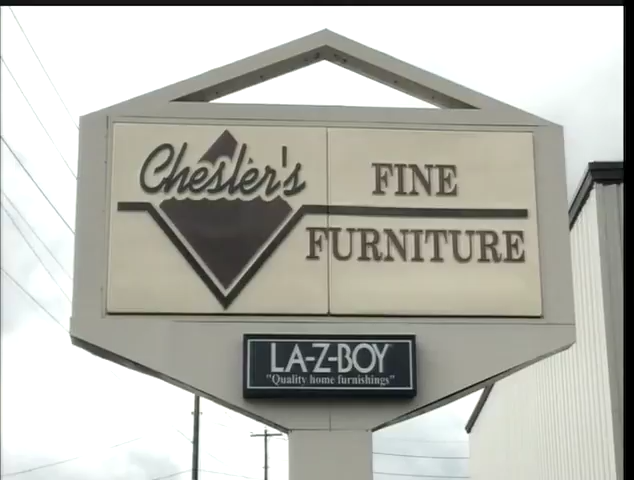 Chesler's
FINE
FURNITURE
LA-Z-BOY
"Quality home furnishings"